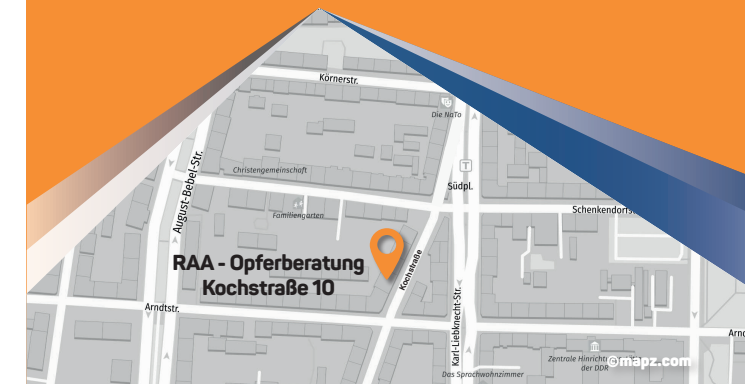 Körnerstr.
Die NaTo
Christengemeinschaft
Südpl.
August-Bebel-Str.
Familiengarten
Schenkendorfs
RAA - Opferberatung
Kochstraße 10
Kochstraße
Arndtstr.
Karl-Liebknecht-Str.
Arnd
Zentrale Hinricht
der DDR
©mapz.com
Das Sprachwohnzimmer